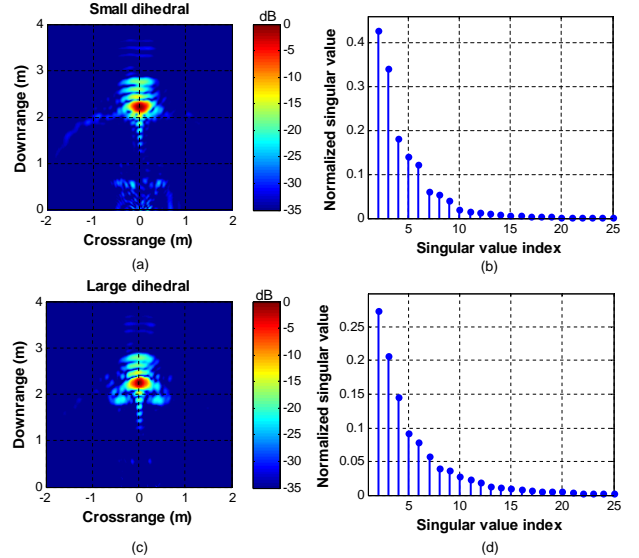 Small dihedral
dB
4
3
2
1
0
Downrange (m)
-2 -1 0 1 2
Crossrange (m)
0
-5
-10
-15
-20
-25
-30
-35
(a)
0.4
0.3
0.2
0.1
0
Normalized singular value
5 10 15 20 25
Singular value index
(b)
Large dihedral
dB
4
3
2
1
0
Downrange (m)
-2 -1 0 1 2
Crossrange (m)
0
-5
-10
-15
-20
-25
-30
-35
(c)
0.25
0.2
0.15
0.1
0.05
0
Normalized singular value
5 10 15 20 25
Singular value index
(d)